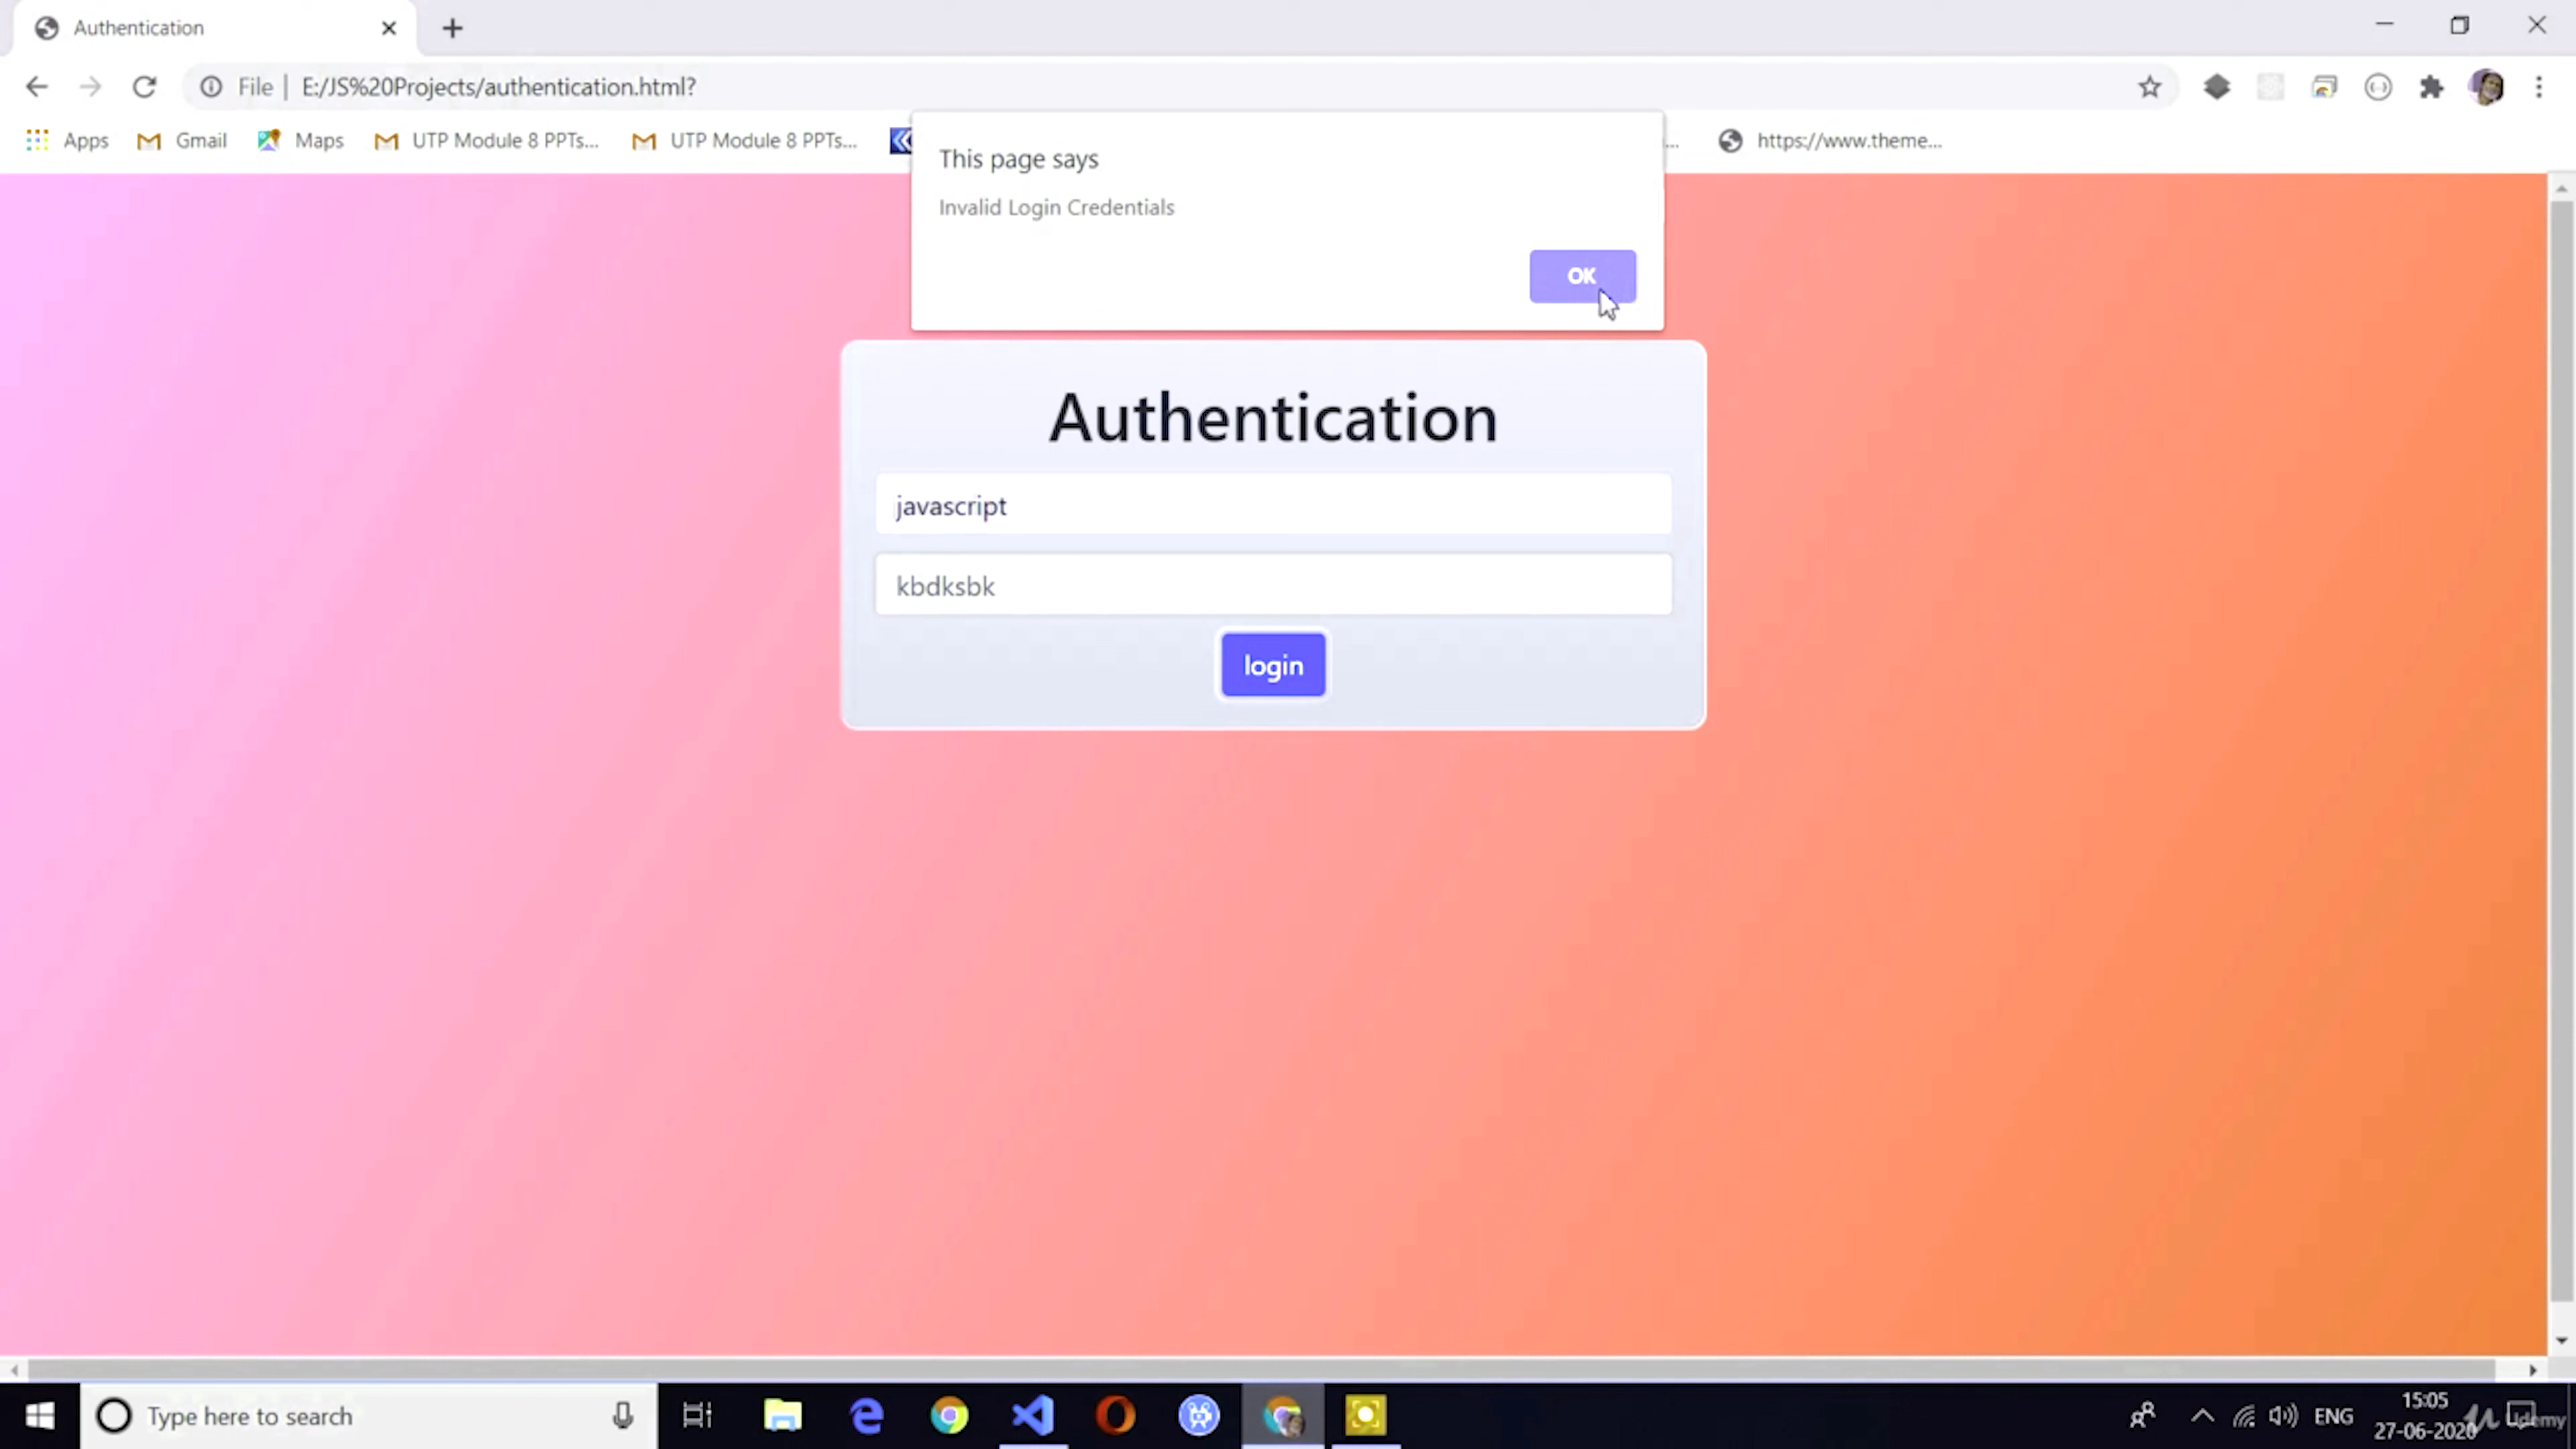 Authentication
File | E:/JS%20Projects/authentication.html?
Apps Gmail Maps UTP Module 8 PPTs... UTP Module 8 PPTs... ... https://www.theme...
This page says
Invalid Login Credentials
OK
Authentication
javascript
kbdksbk
login
Type here to search
ENG
15:05
27-06-2020
Udemy